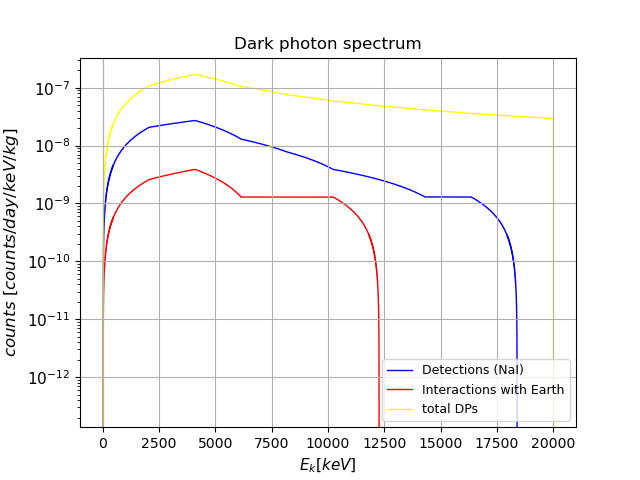 Dark photon spectrum
counts [counts/day/keV/kg]
10⁻⁷
10⁻⁸
10⁻⁹
10⁻¹⁰
10⁻¹¹
10⁻¹²
Detections (NaI)
Interactions with Earth
total DPs
0 2500 5000 7500 10000 12500 15000 17500 20000
Eₖ[keV]